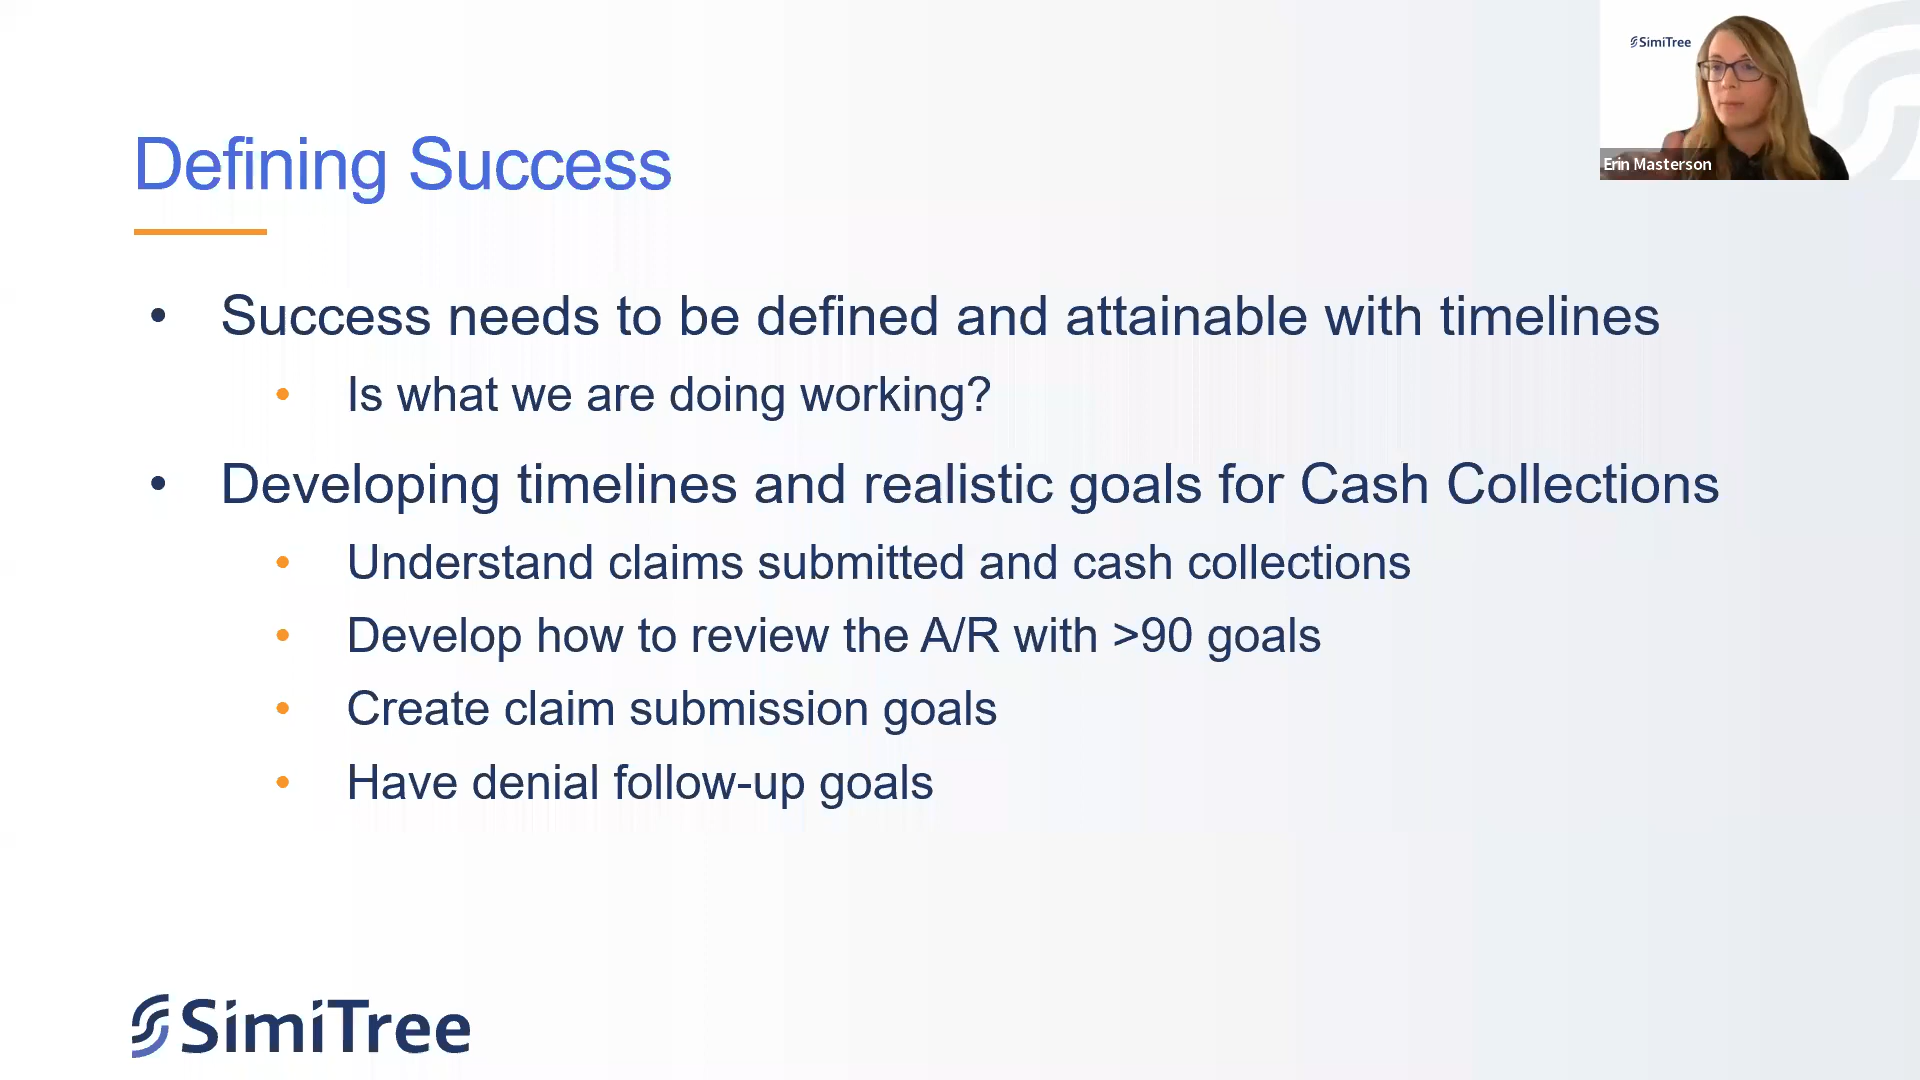 SimiTree
Erin Masterson
Defining Success
• Success needs to be defined and attainable with timelines
• Is what we are doing working?
• Developing timelines and realistic goals for Cash Collections
• Understand claims submitted and cash collections
• Develop how to review the A/R with >90 goals
• Create claim submission goals
• Have denial follow-up goals
SimiTree